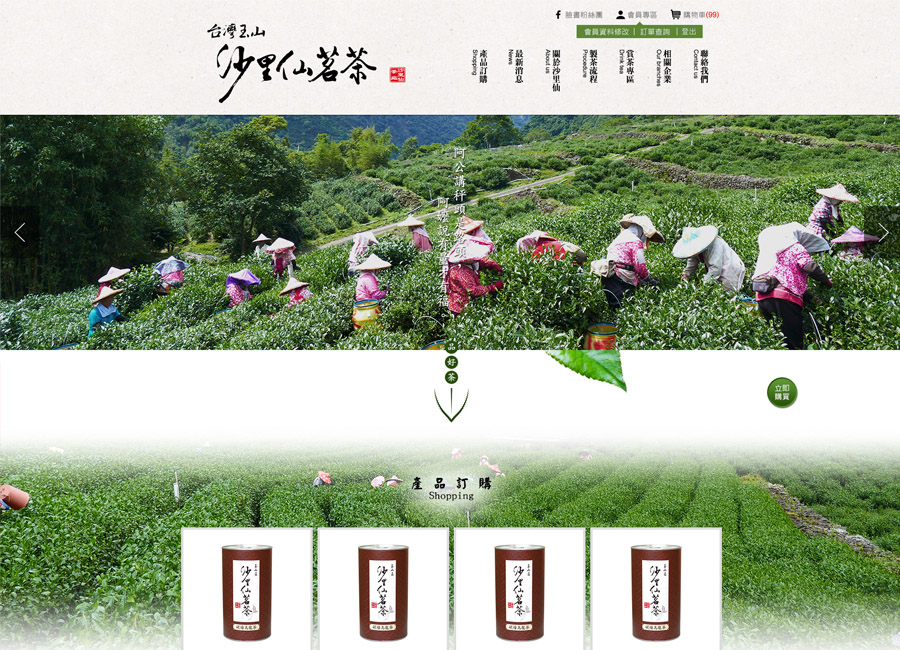 台灣玉山
沙里仙茗茶
臉書粉絲團
會員專區
購物車(99)
會員資料修改 | 訂單查詢 | 登出
產品訂購
Shopping
最新消息
News
關於沙里仙
About us
製茶流程
Procedure
賞茶專區
Drink tea
相關企業
Our branches
聯絡我們
Contact us
好茶
立即
購買
產品訂購
Shopping
沙里仙茗茶
沙里仙茗茶
沙里仙茗茶
沙里仙茗茶